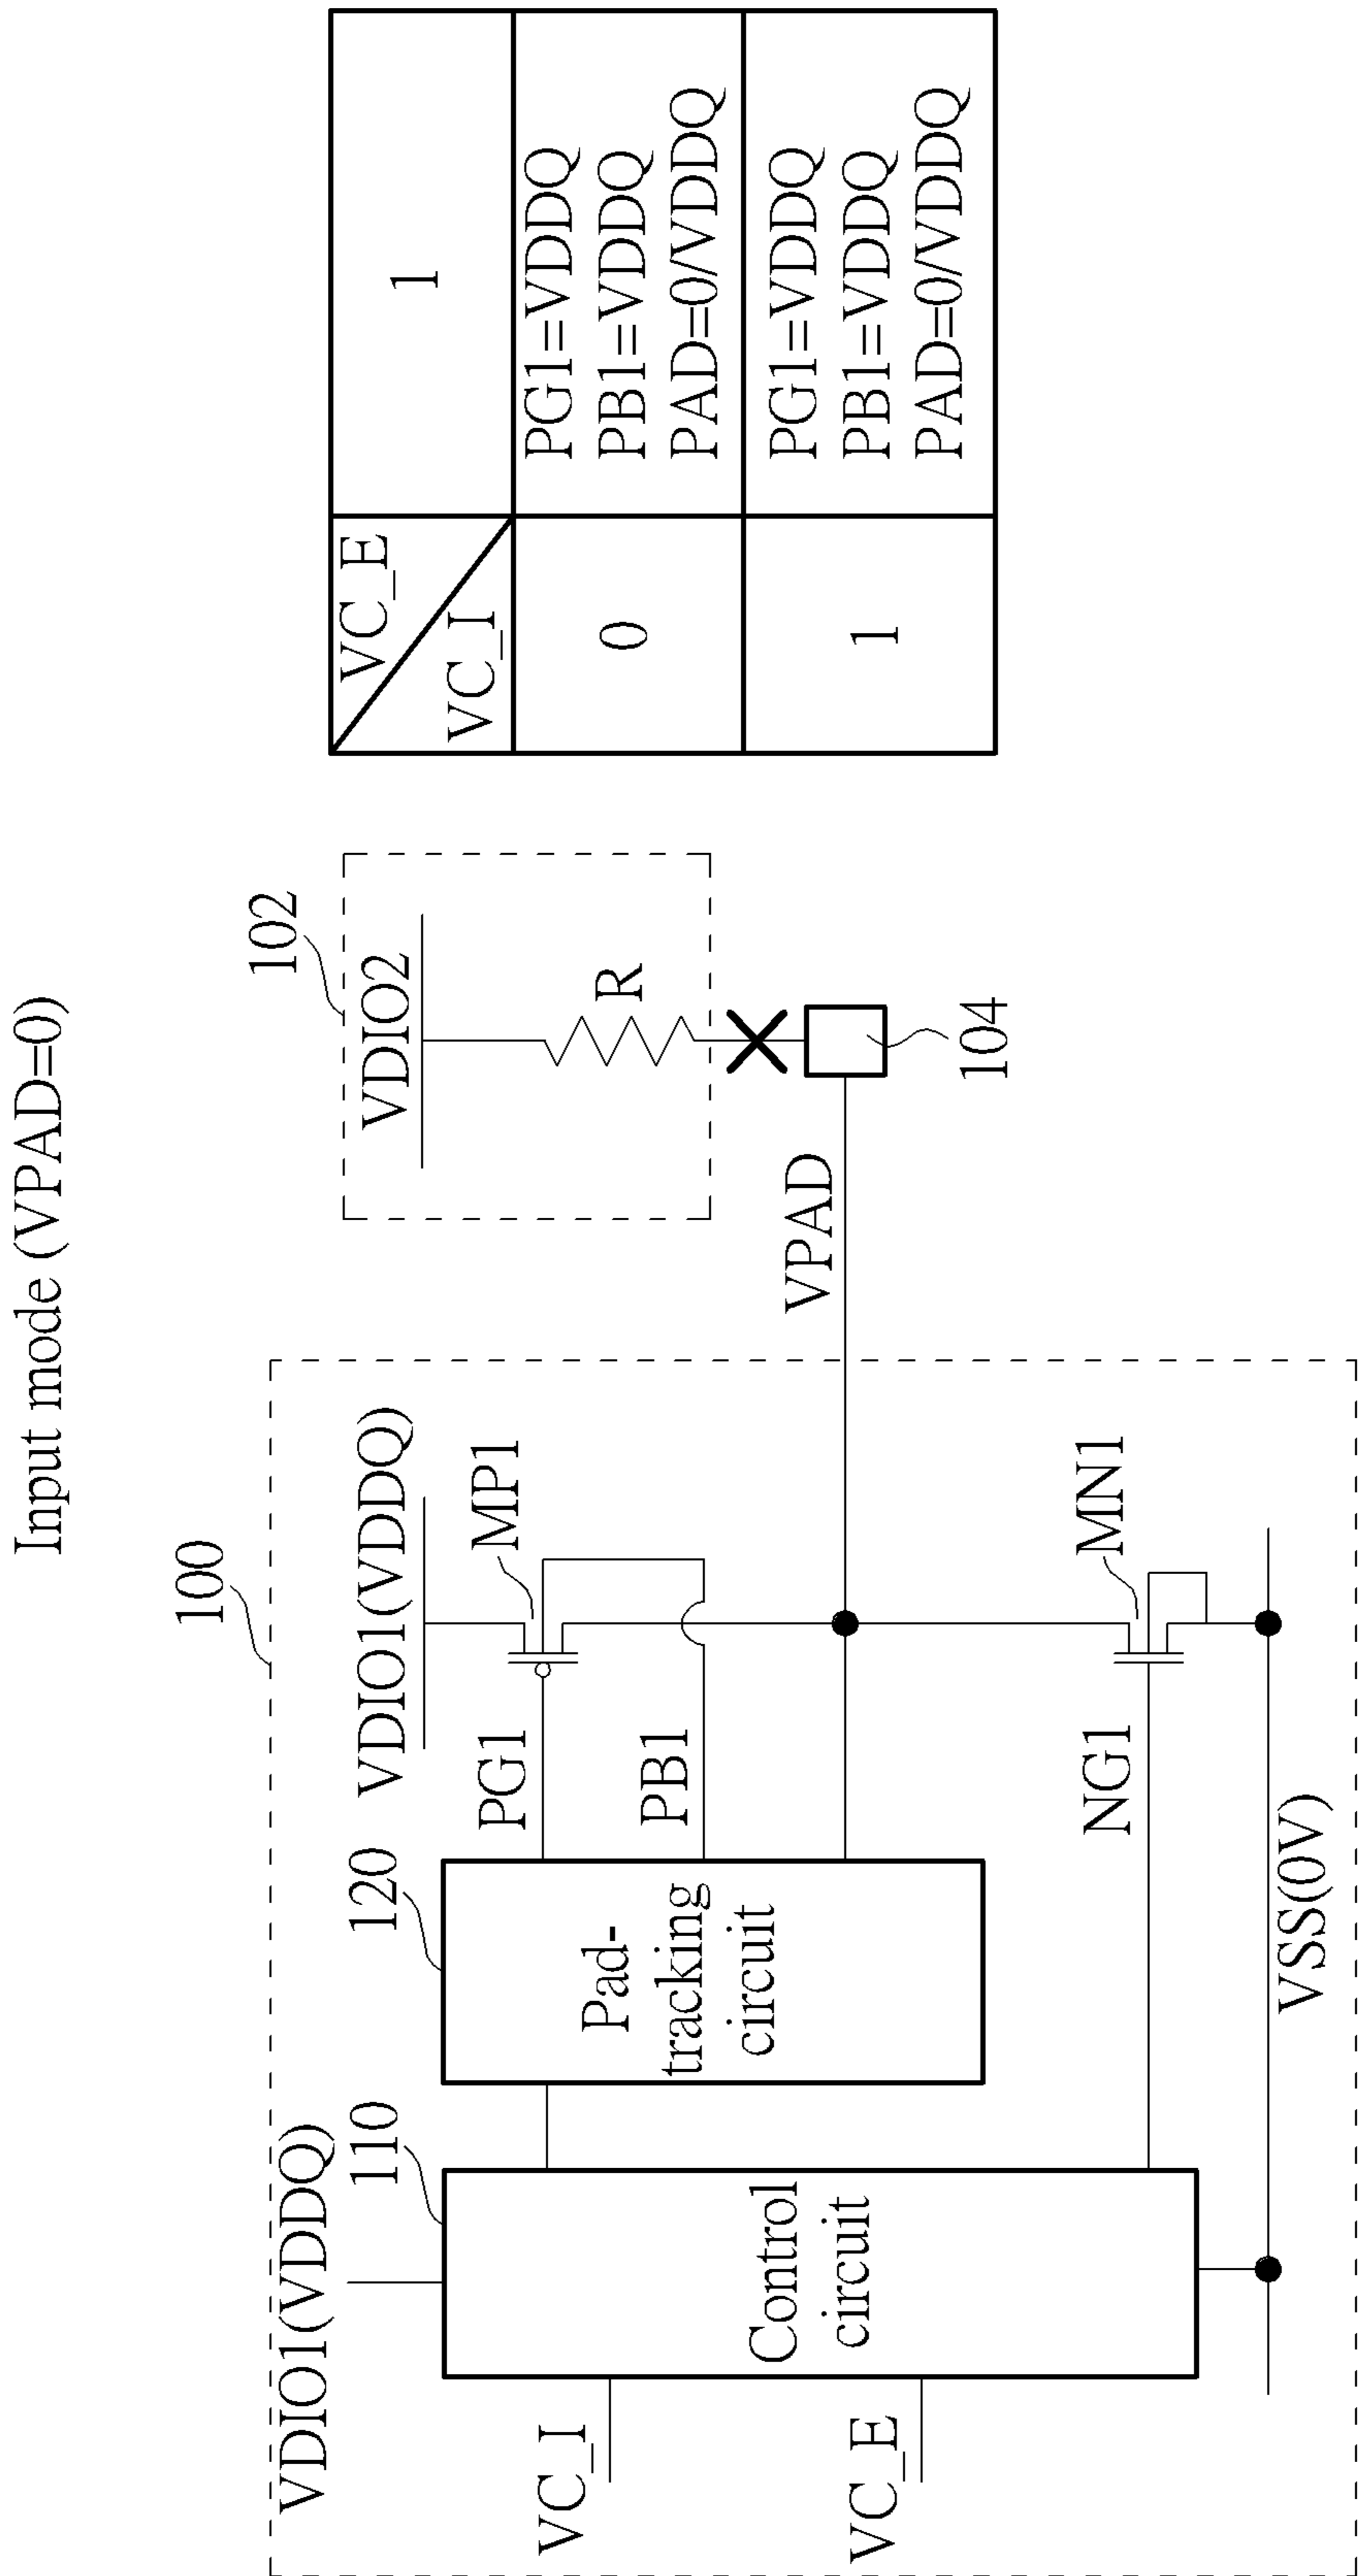 Input mode (VPAD=0)
100
102
VDIO1(VDDQ)
110
120
VDIO1(VDDQ)
MP1
VDIO2
R
PG1
PB1
VC_I
VC_E
Control
circuit
Pad-
tracking
circuit
VPAD
104
NG1
MN1
VSS(0V)
VC_E
VC_I
1
0
PG1=VDDQ
PB1=VDDQ
PAD=0/VDDQ
1
PG1=VDDQ
PB1=VDDQ
PAD=0/VDDQ